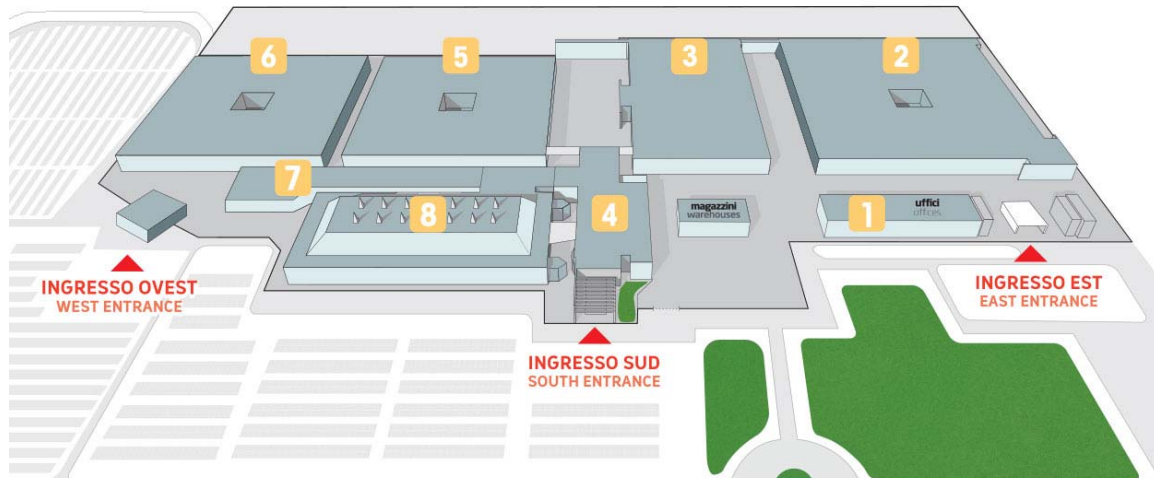 6
5
3
2
7
8
4
magazzini
warehouses
1
uffici
offces
INGRESSO OVEST
WEST ENTRANCE
INGRESSO EST
EAST ENTRANCE
INGRESSO SUD
SOUTH ENTRANCE